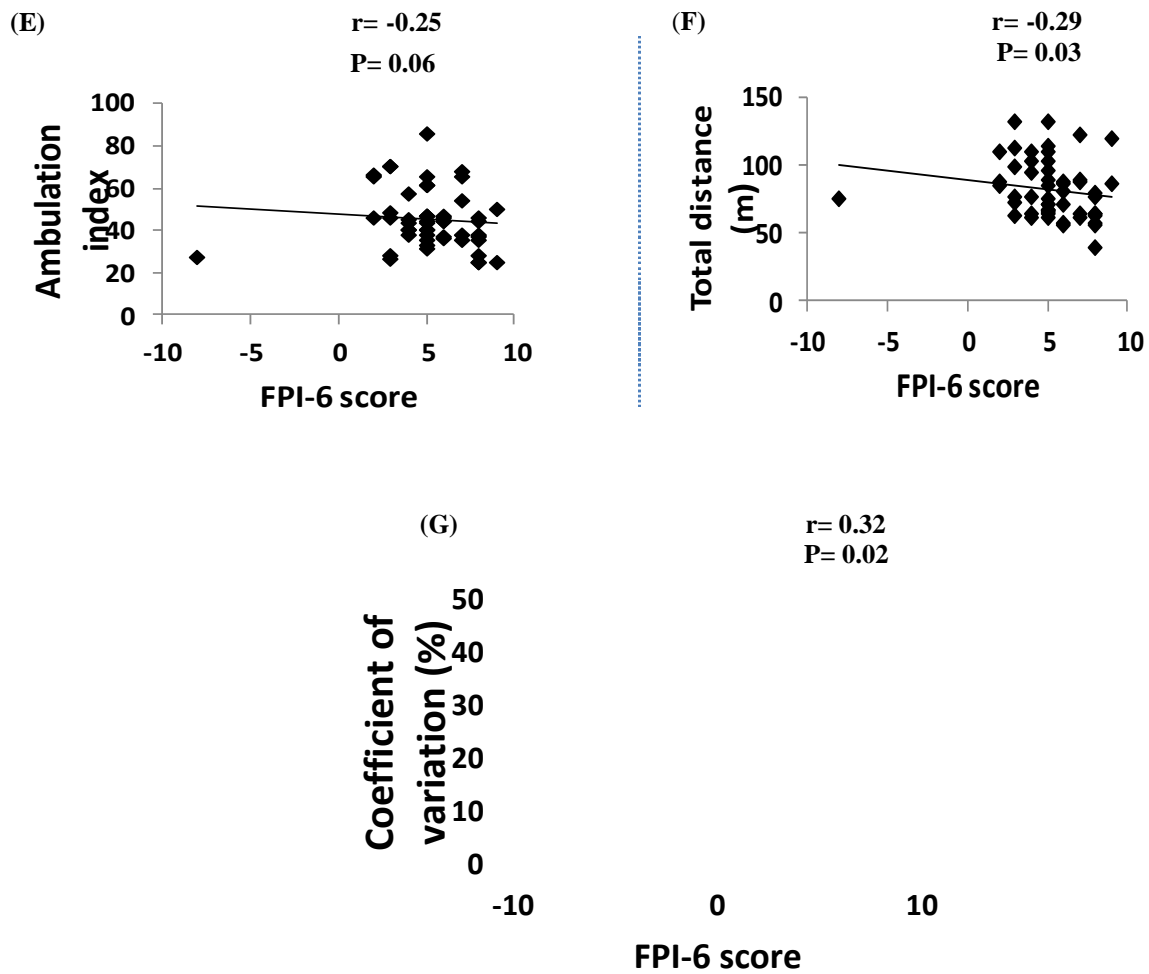 (E)
r= -0.25
P= 0.06
Ambulation
index
100
80
60
40
20
0
-10 -5 0 5 10
FPI-6 score
(F)
r= -0.29
P= 0.03
Total distance
(m)
150
100
50
0
-10 -5 0 5 10
FPI-6 score
(G)
r= 0.32
P= 0.02
Coefficient of
variation (%)
50
40
30
20
10
0
-10 0 10
FPI-6 score